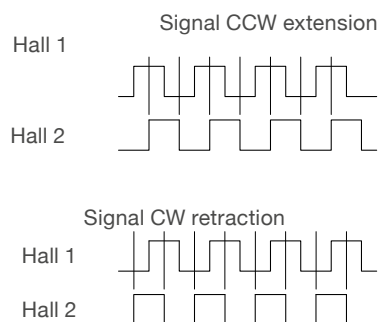 Signal CCW extension
Hall 1
Hall 2
Signal CW retraction
Hall 1
Hall 2